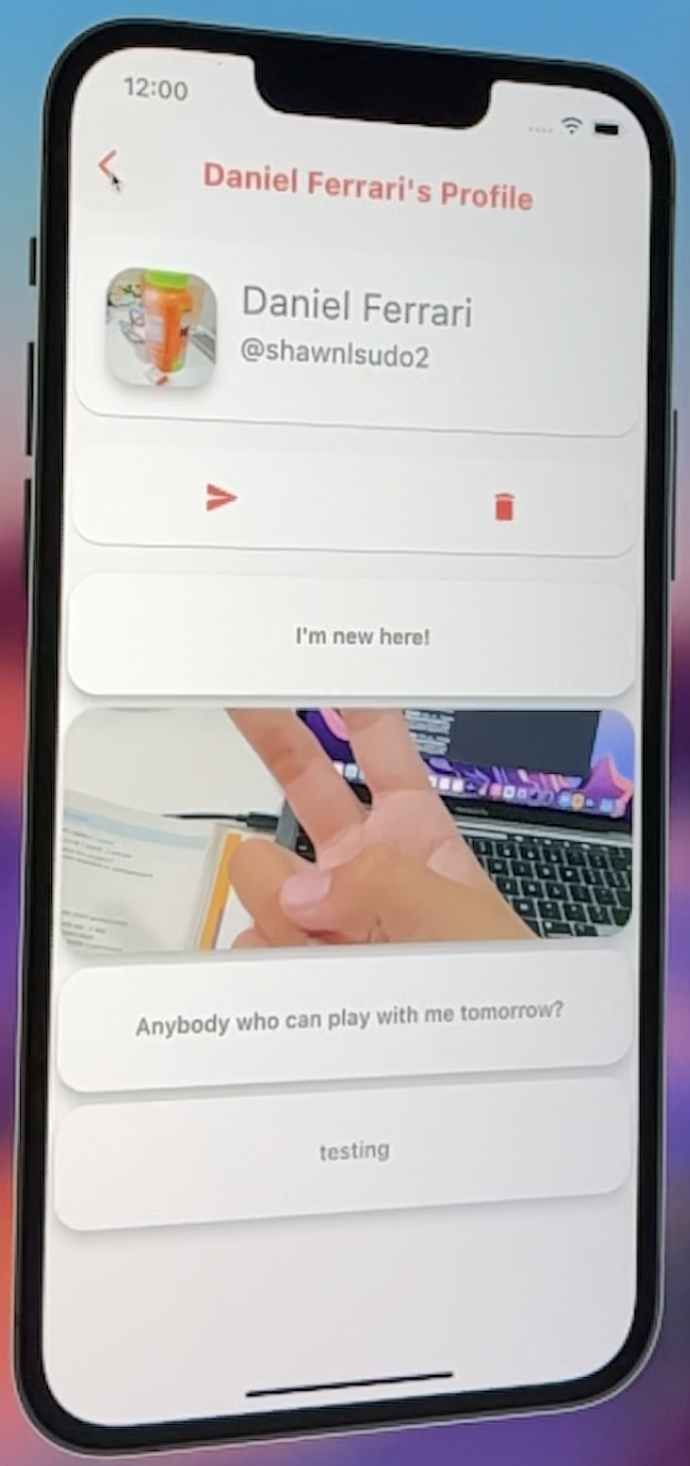 12:00
Daniel Ferrari's Profile
Daniel Ferrari
@shawnlsudo2
I'm new here!
Anybody who can play with me tomorrow?
testing